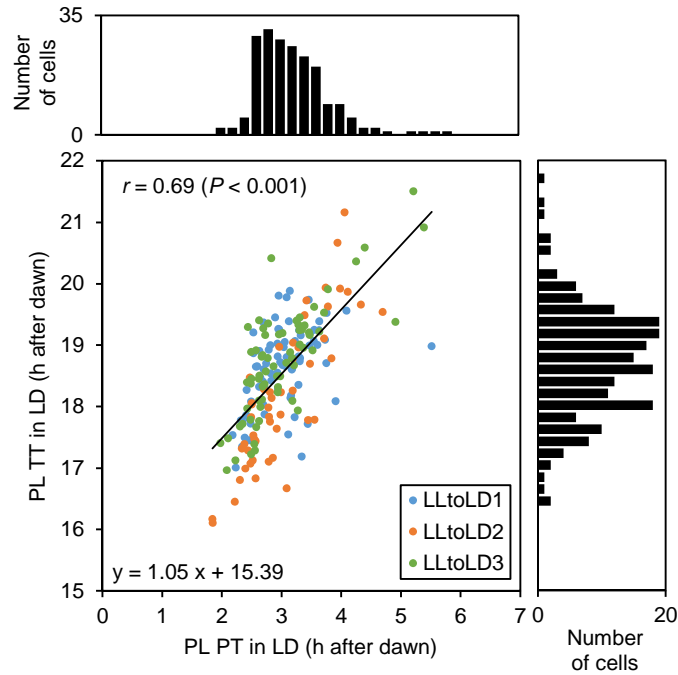 Number
of cells
35
0
r = 0.69 (P < 0.001)
y = 1.05 x + 15.39
PL TT in LD (h after dawn)
22
21
20
19
18
17
16
15
LLtoLD1
LLtoLD2
LLtoLD3
0 1 2 3 4 5 6 7
PL PT in LD (h after dawn)
0 20
Number
of cells